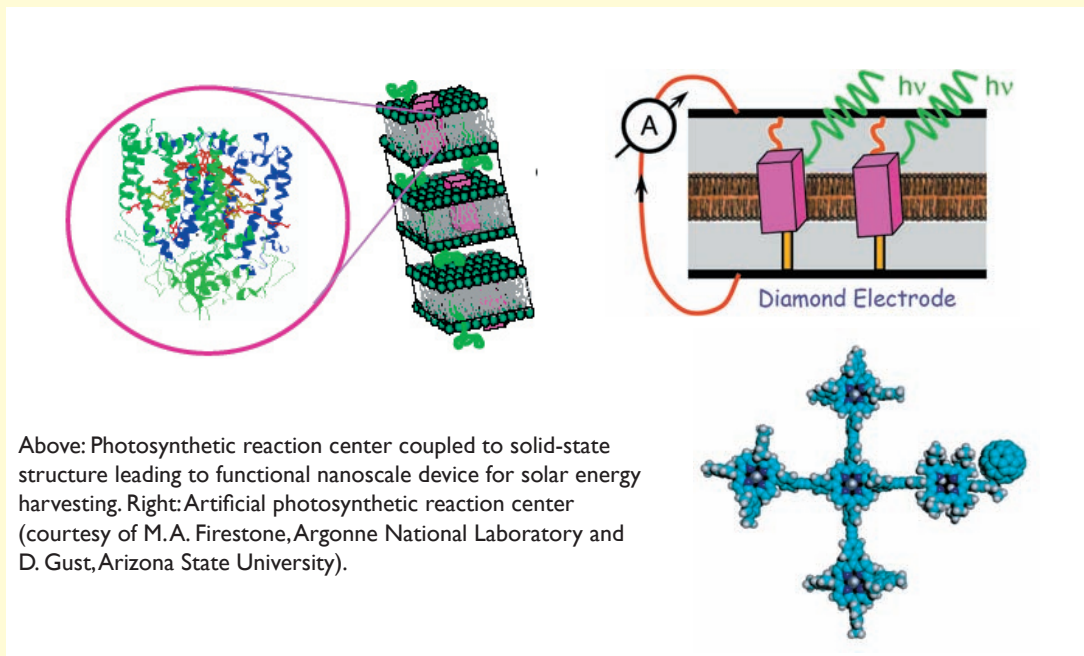 hν hν
A
Diamond Electrode
Above: Photosynthetic reaction center coupled to solid-state
structure leading to functional nanoscale device for solar energy
harvesting. Right: Artificial photosynthetic reaction center
(courtesy of M.A. Firestone, Argonne National Laboratory and
D. Gust, Arizona State University).